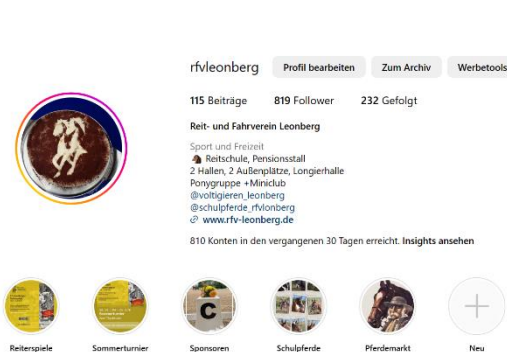 rfvleonberg Profil bearbeiten Zum Archiv Werbetools
115 Beiträge 819 Follower 232 Gefolgt
Reit- und Fahrverein Leonberg
Sport und Freizeit
Reitschule, Pensionsstall
2 Hallen, 2 Außenplätze, Longierhalle
Ponygruppe +Miniclub
@voltigieren_leonberg
@schulpferde_rfvlonberg
www.rfv-leonberg.de
810 Konten in den vergangenen 30 Tagen erreicht. Insights ansehen
C
Reiterspiele Sommerturnier Sponsoren Schulpferde Pferdemarkt Neu